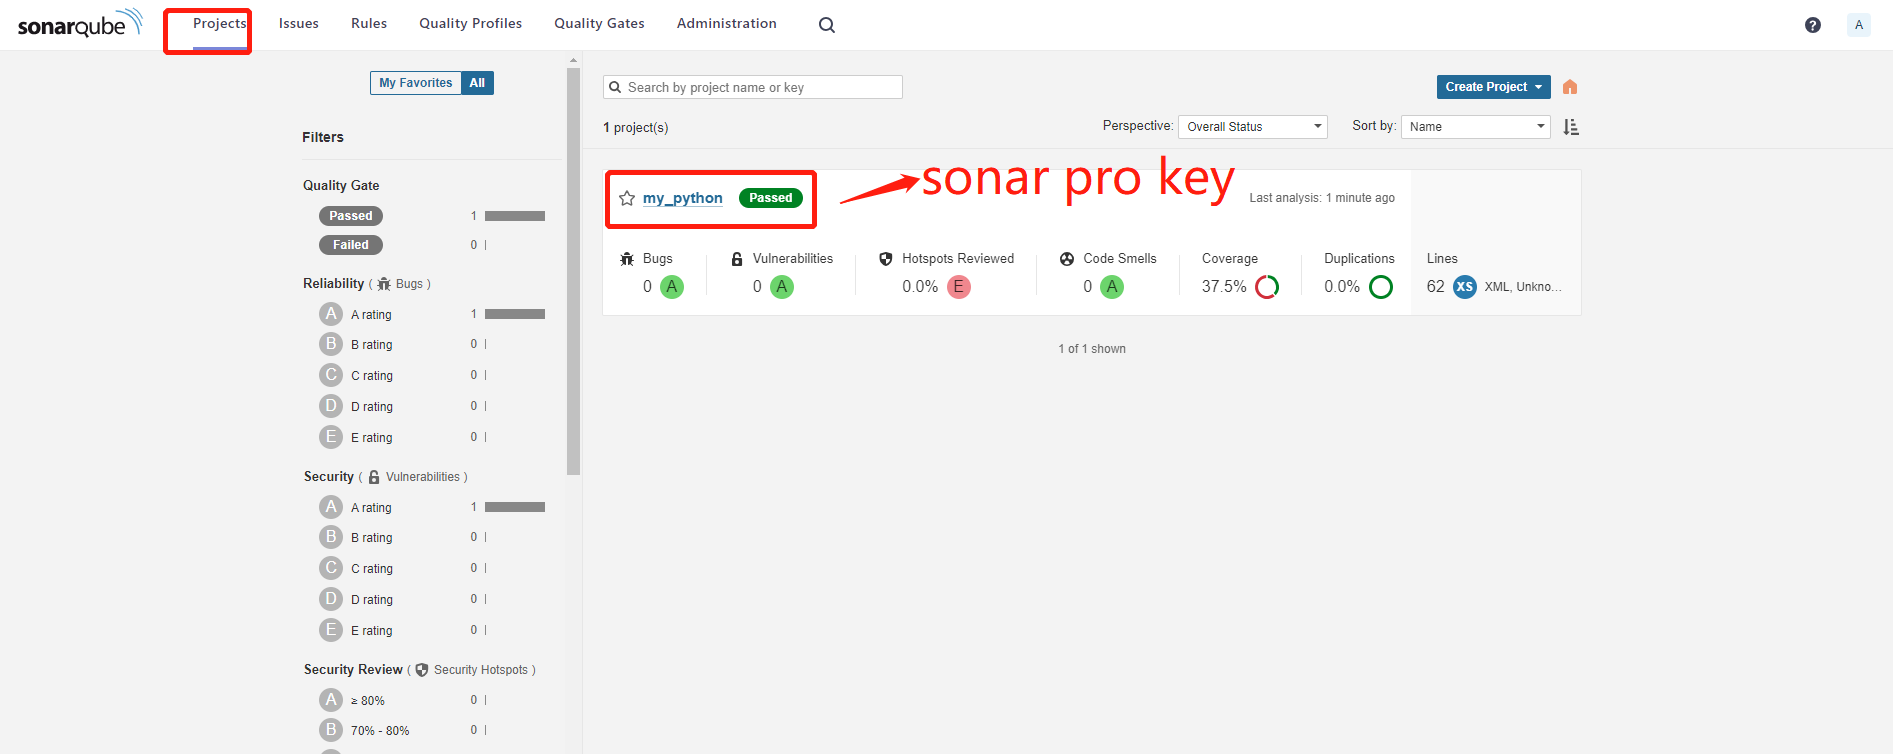 sonarqube Projects Issues Rules Quality Profiles Quality Gates Administration ? A
My Favorites All
Search by project name or key
Create Project
1 project(s)
Perspective: Overall Status Sort by: Name
Filters
Quality Gate
Passed 1
Failed 0
Reliability ( Bugs )
A A rating 1
B B rating 0
C C rating 0
D D rating 0
E E rating 0
Security ( Vulnerabilities )
A A rating 1
B B rating 0
C C rating 0
D D rating 0
E E rating 0
Security Review ( Security Hotspots )
A ≥ 80% 0
B 70% - 80% 0
my_python Passed
sonar pro key
Last analysis: 1 minute ago
Bugs Vulnerabilities Hotspots Reviewed Code Smells Coverage Duplications Lines
0 A 0 A 0.0% E 0 A 37.5% 0.0% 62 XS XML, Unkno...
1 of 1 shown